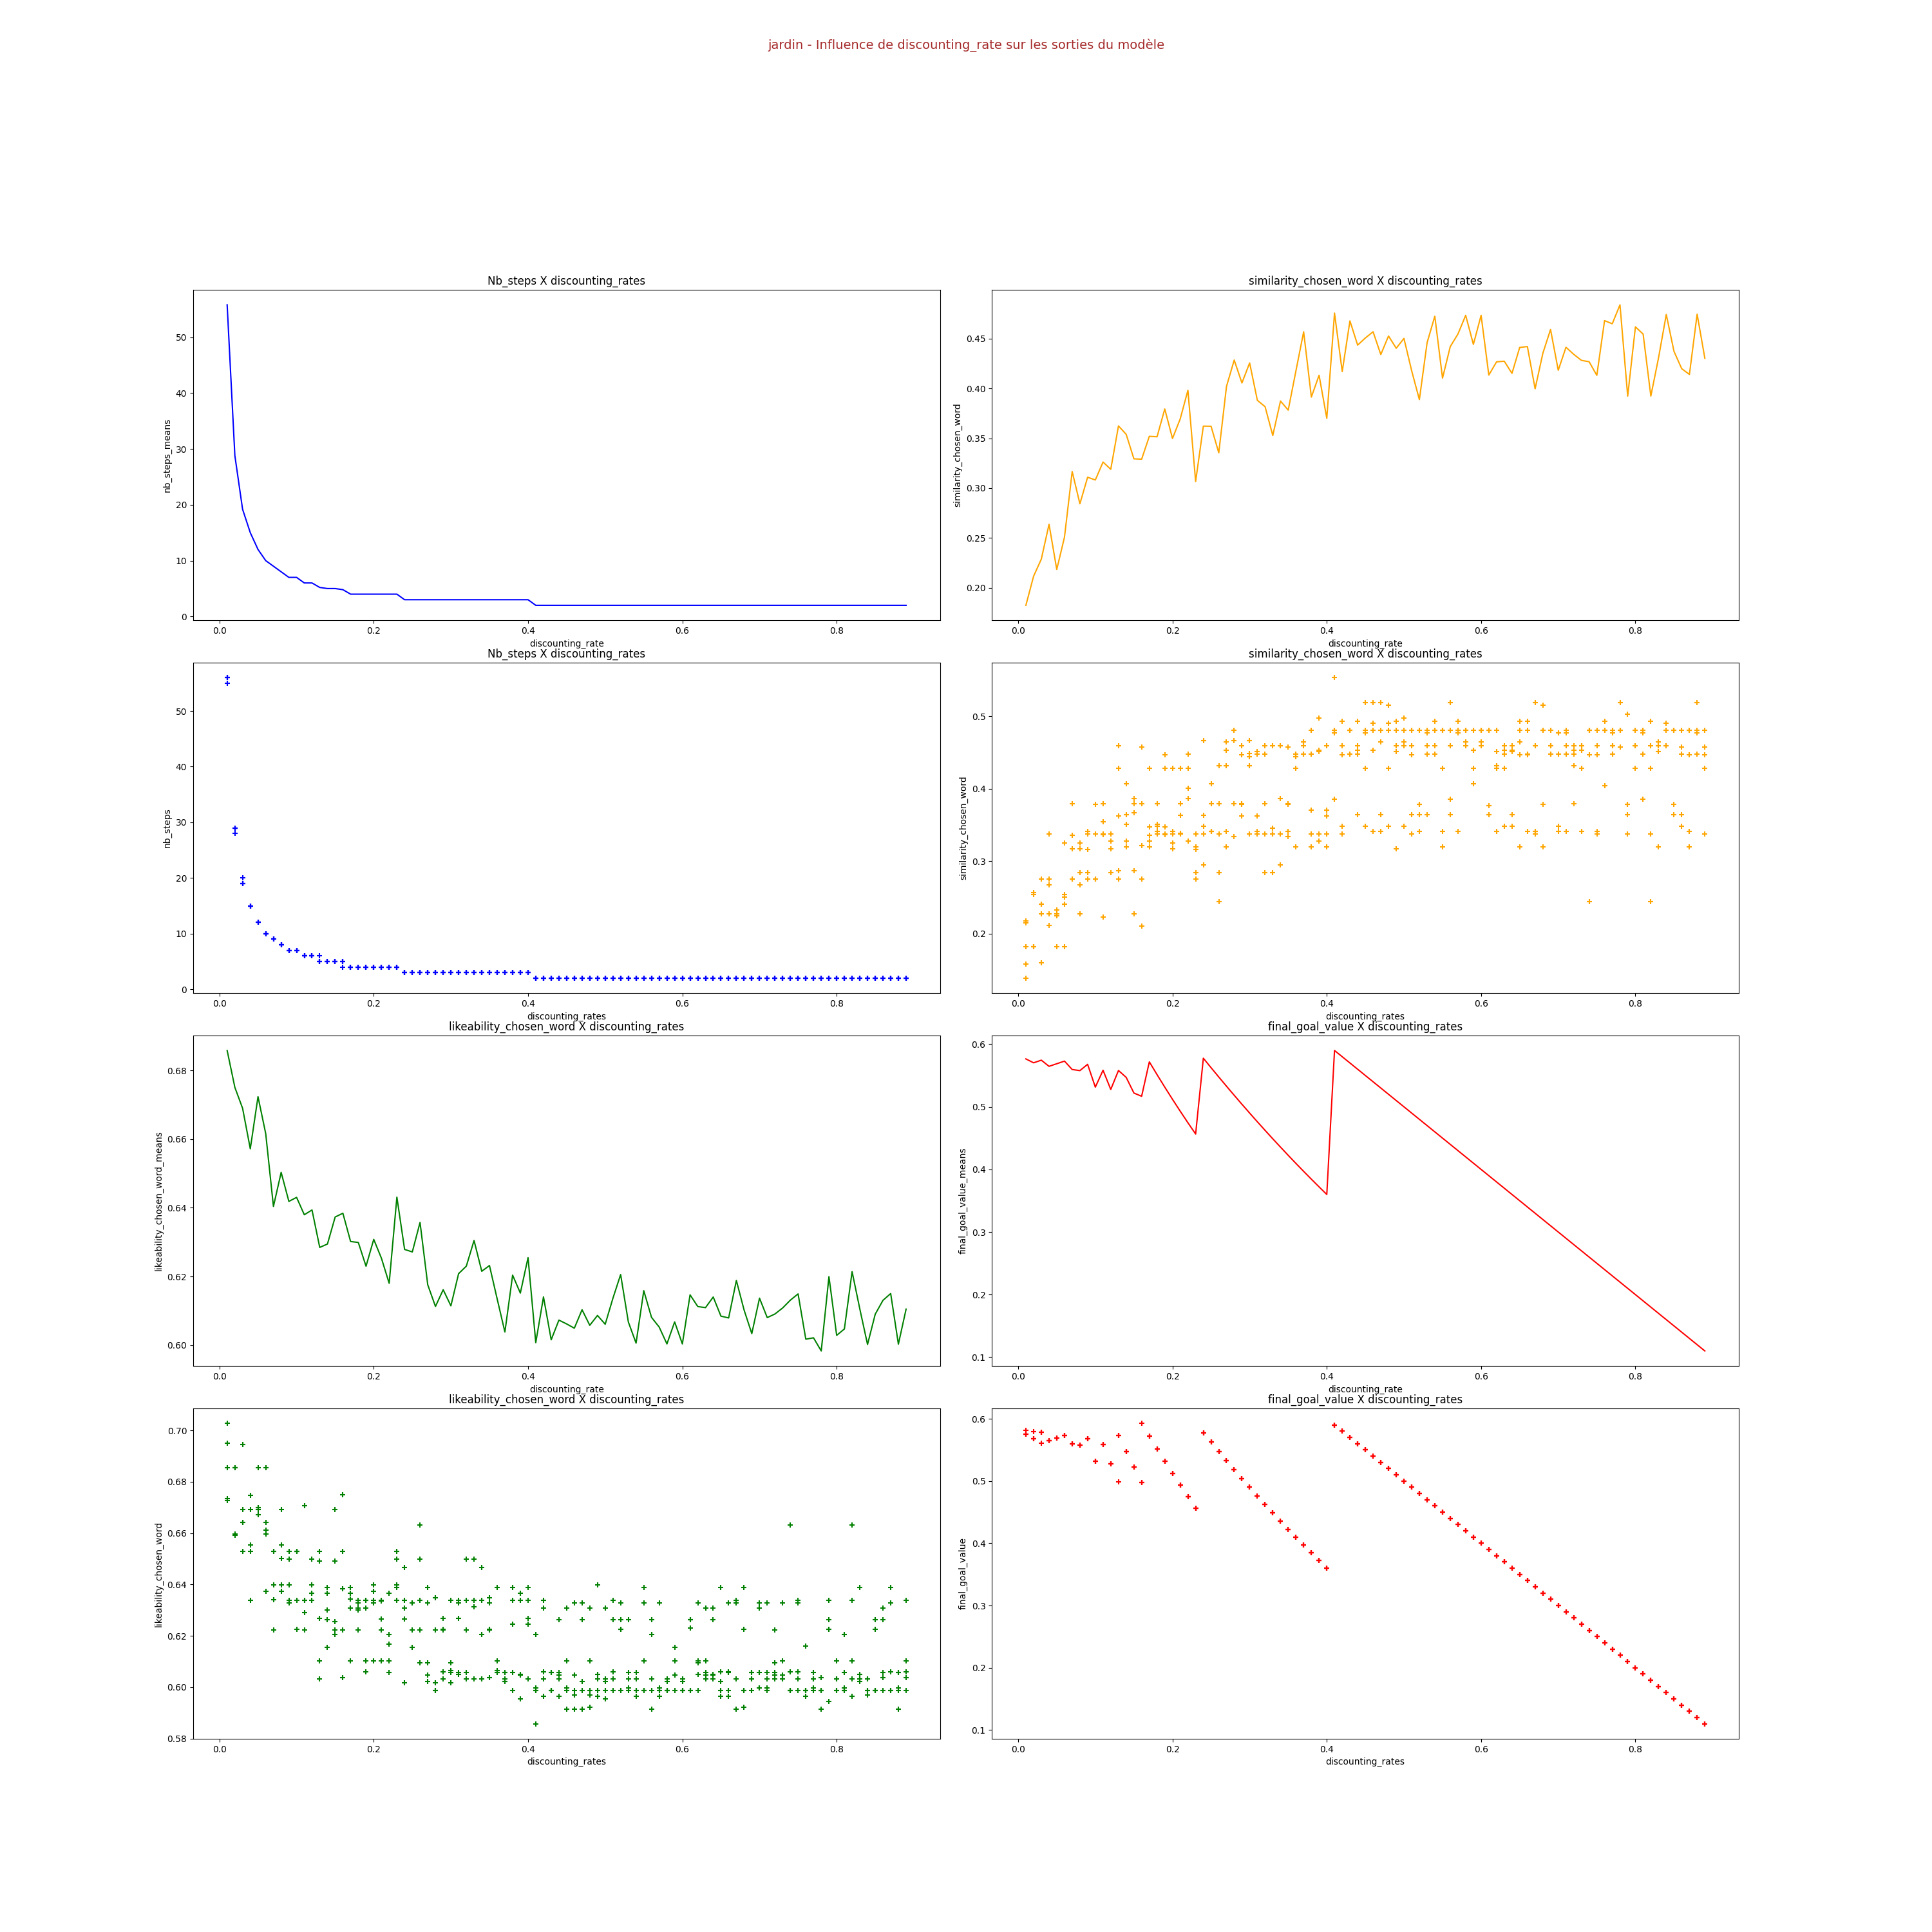 jardin - Influence de discounting_rate sur les sorties du modèle
Nb_steps X discounting_rates
nb_steps_means
50
40
30
20
10
0
0.0 0.2 0.4 0.6 0.8
discounting_rate
similarity_chosen_word X discounting_rates
similarity_chosen_word
0.45
0.40
0.35
0.30
0.25
0.20
0.0 0.2 0.4 0.6 0.8
discounting_rate
Nb_steps X discounting_rates
nb_steps
50
40
30
20
10
0
0.0 0.2 0.4 0.6 0.8
discounting_rates
similarity_chosen_word X discounting_rates
similarity_chosen_word
0.5
0.4
0.3
0.2
0.0 0.2 0.4 0.6 0.8
discounting_rates
likeability_chosen_word X discounting_rates
likeability_chosen_word_means
0.68
0.66
0.64
0.62
0.60
0.0 0.2 0.4 0.6 0.8
discounting_rate
final_goal_value X discounting_rates
final_goal_value_means
0.6
0.5
0.4
0.3
0.2
0.1
0.0 0.2 0.4 0.6 0.8
discounting_rate
likeability_chosen_word X discounting_rates
likeability_chosen_word
0.70
0.68
0.66
0.64
0.62
0.60
0.58
0.0 0.2 0.4 0.6 0.8
discounting_rates
final_goal_value X discounting_rates
final_goal_value
0.6
0.5
0.4
0.3
0.2
0.1
0.0 0.2 0.4 0.6 0.8
discounting_rates